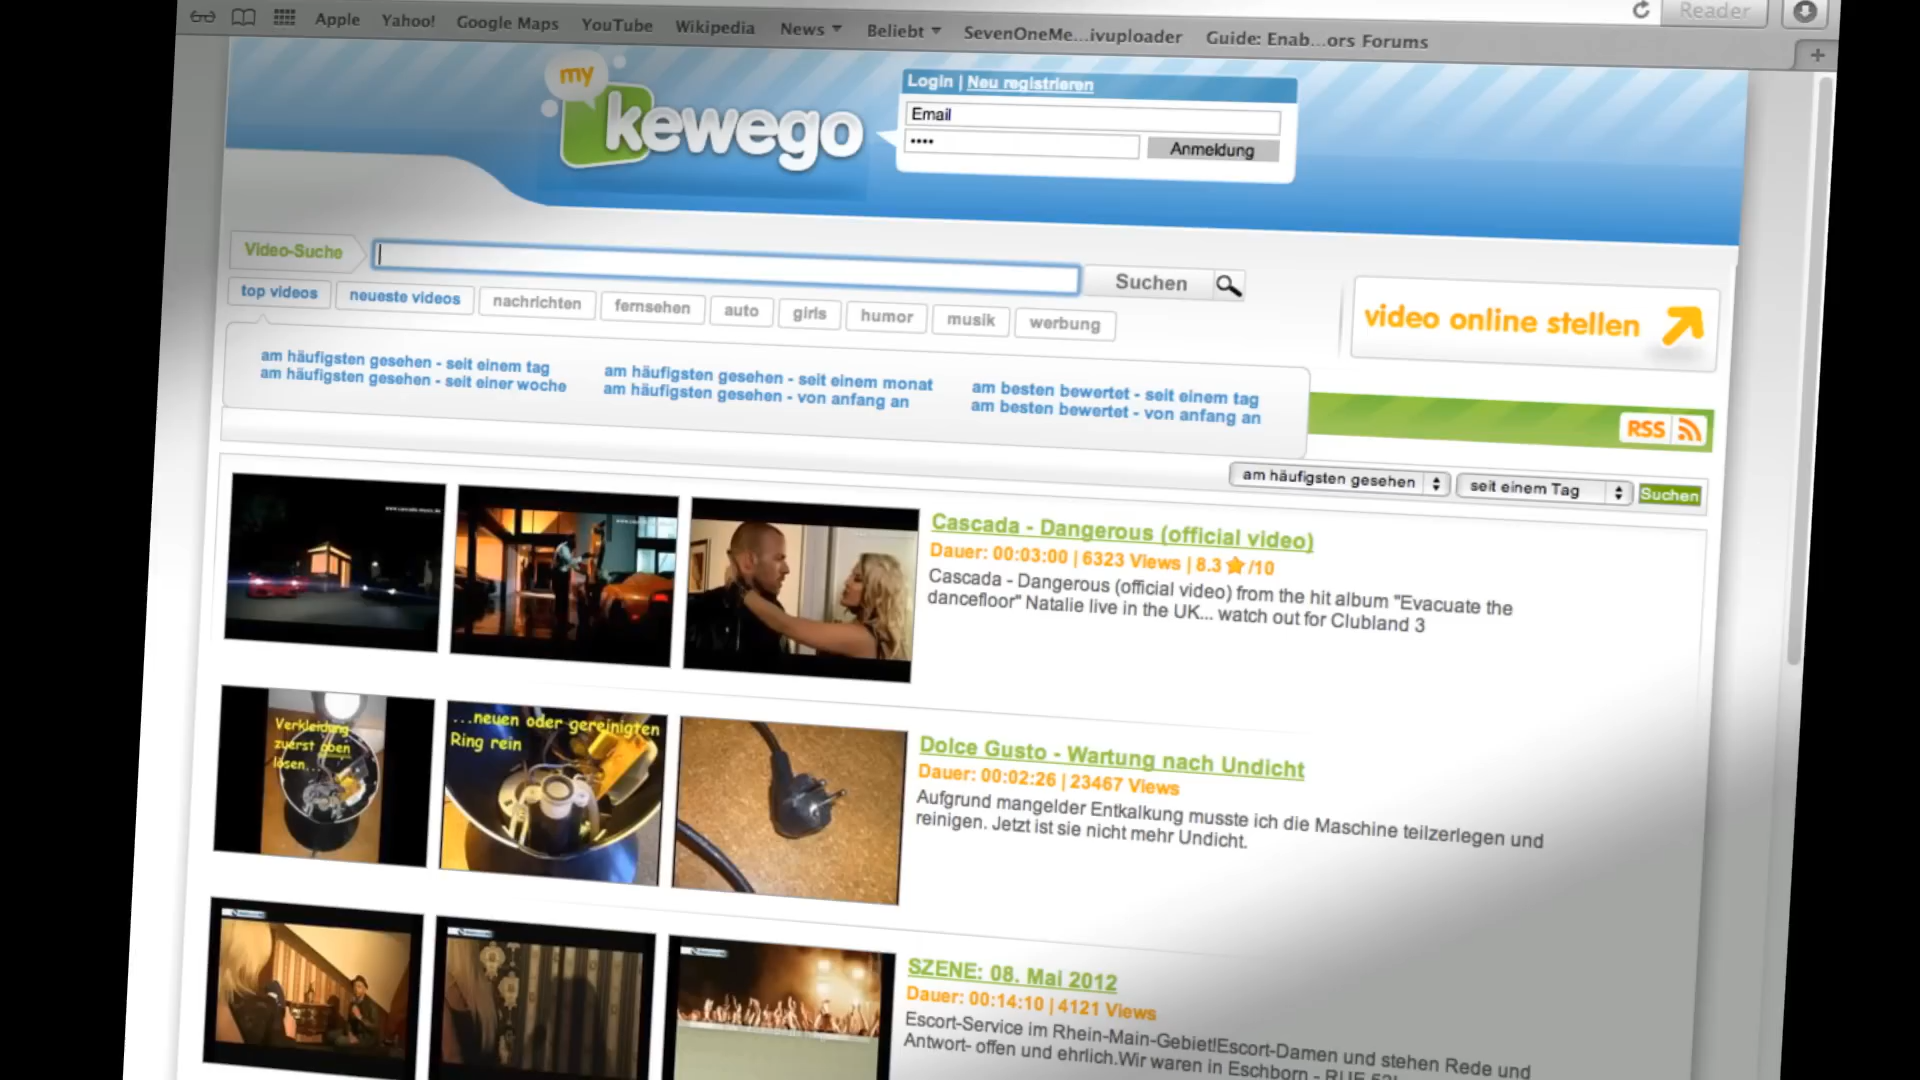 Apple Yahoo! Google Maps YouTube Wikipedia News Beliebt SevenOneMe...ivuploader Guide: Enab...ors Forums
Reader
my
kewego
Login | Neu registrieren
Email
Anmeldung
Video-Suche
Suchen
top videos neueste videos nachrichten fernsehen auto girls humor musik werbung
video online stellen
am häufigsten gesehen - seit einem tag
am häufigsten gesehen - seit einer woche
am häufigsten gesehen - seit einem monat
am häufigsten gesehen - von anfang an
am besten bewertet - seit einem tag
am besten bewertet - von anfang an
RSS
am häufigsten gesehen seit einem Tag Suchen
Cascada - Dangerous (official video)
Dauer: 00:03:00 | 6323 Views | 8.3 /10
Cascada - Dangerous (official video) from the hit album "Evacuate the
dancefloor" Natalie live in the UK... watch out for Clubland 3
Verkleidung
zuerst oben
lösen...
...neuen oder gereinigten
Ring rein
Dolce Gusto - Wartung nach Undicht
Dauer: 00:02:26 | 23467 Views
Aufgrund mangelder Entkalkung musste ich die Maschine teilzerlegen und
reinigen. Jetzt ist sie nicht mehr Undicht.
SZENE: 08. Mai 2012
Dauer: 00:14:10 | 4121 Views
Escort-Service im Rhein-Main-Gebiet!Escort-Damen und stehen Rede und
Antwort- offen und ehrlich.Wir waren in Eschborn -